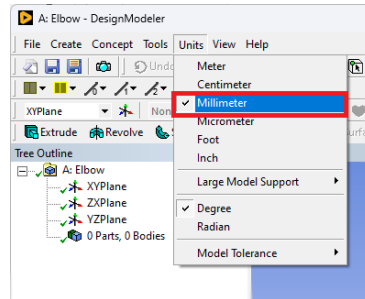 A: Elbow - DesignModeler
File Create Concept Tools Units View Help
Undo
XYPlane
Non
Extrude Revolve
Tree Outline
A: Elbow
XYPlane
ZXPlane
YZPlane
0 Parts, 0 Bodies
Meter
Centimeter
Millimeter
Micrometer
Foot
Inch
Large Model Support
Degree
Radian
Model Tolerance